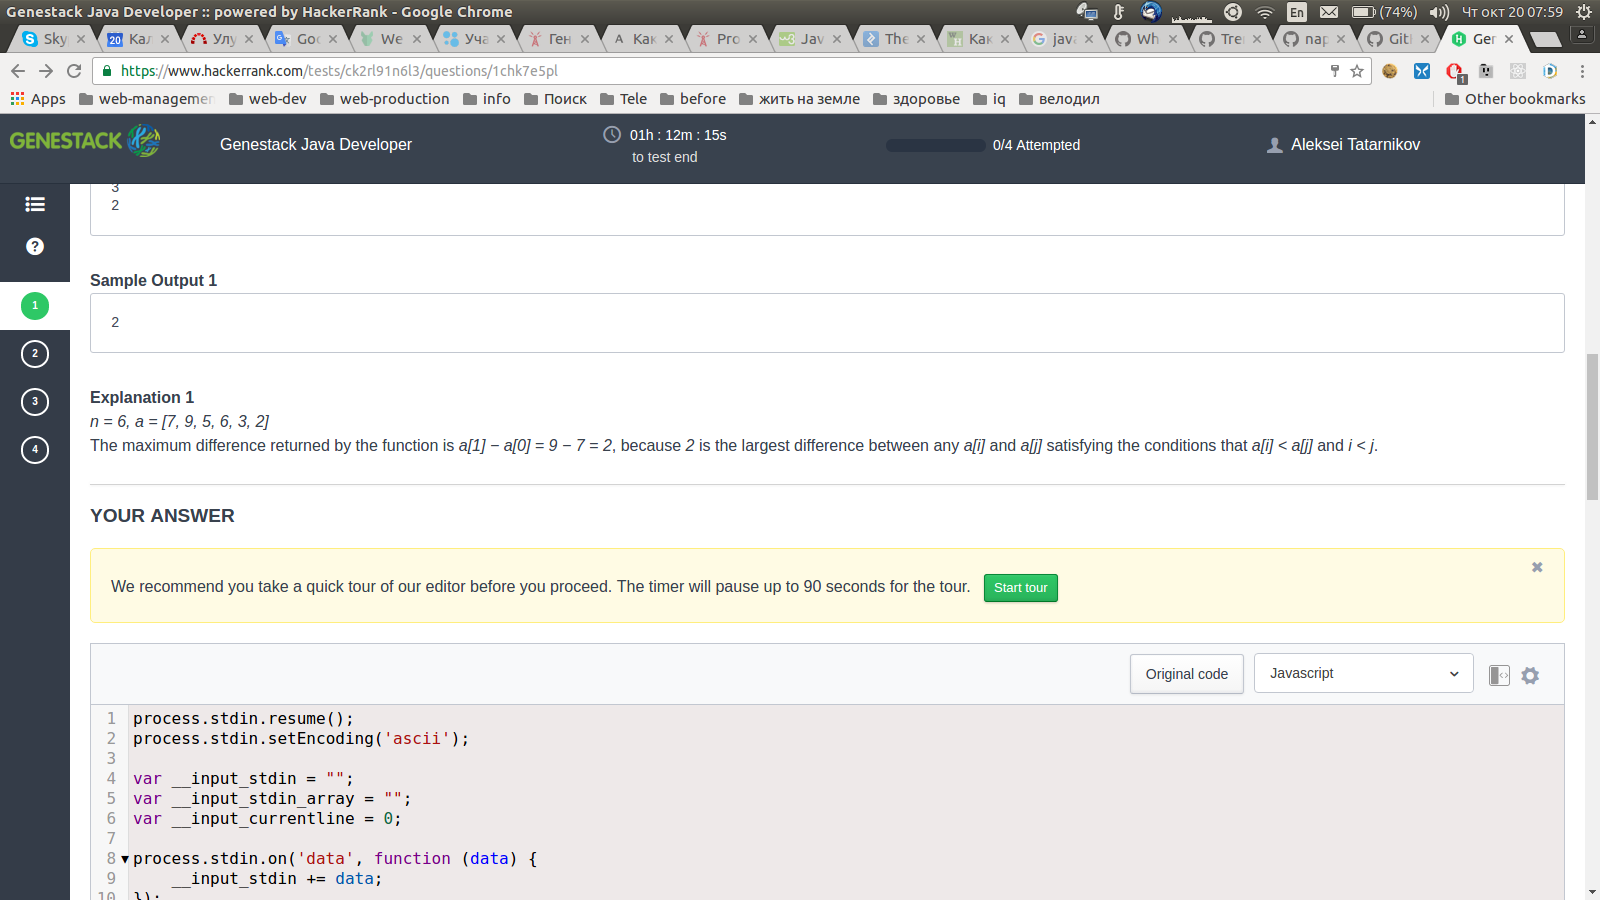 Genestack Java Developer :: powered by HackerRank - Google Chrome
En (74%) Чт окт 20 07:59
Sky 20 Кал Улу Goo We Уча Ген A Как Pro Jav The Как java Wh Tre nap Gitl Ger
https://www.hackerrank.com/tests/ck2rl91n6l3/questions/1chk7e5pl
1
Apps web-managemen web-dev web-production info Поиск Tele before жить на земле здоровье iq велодил Other bookmarks
GENESTACK Genestack Java Developer 01h : 12m : 15s 0/4 Attempted Aleksei Tatarnikov
to test end
3
2
Sample Output 1
1
2
2
3
Explanation 1
n = 6, a = [7, 9, 5, 6, 3, 2]
4
The maximum difference returned by the function is a[1] − a[0] = 9 − 7 = 2, because 2 is the largest difference between any a[i] and a[j] satisfying the conditions that a[i] < a[j] and i < j.
YOUR ANSWER
We recommend you take a quick tour of our editor before you proceed. The timer will pause up to 90 seconds for the tour. Start tour
Original code Javascript
1 process.stdin.resume();
2 process.stdin.setEncoding('ascii');
3
4 var __input_stdin = "";
5 var __input_stdin_array = "";
6 var __input_currentline = 0;
7
8 process.stdin.on('data', function (data) {
9 __input_stdin += data;
10 });